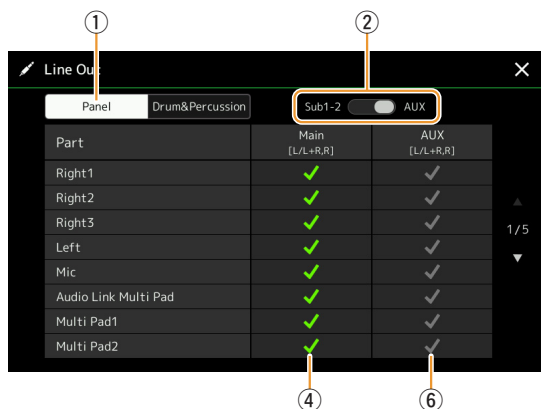 ① ②
Line Out
Panel Drum&Percussion Sub1-2 AUX
Part Main [L/L+R,R] AUX [L/L+R,R]
Right1
Right2
Right3
Left
Mic
Audio Link Multi Pad
Multi Pad1
Multi Pad2
1/5
④ ⑥